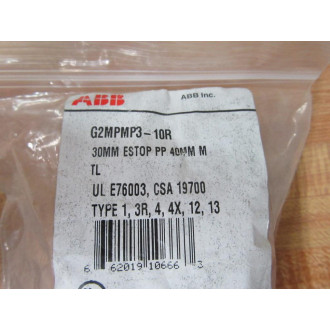 ABB
ABB Inc.
G2MPMP3-10R
30MM ESTOP PP 40MM M
TL
UL E76003, CSA 19700
TYPE 1, 3R, 4, 4X, 12, 13
6 62019 10666 3